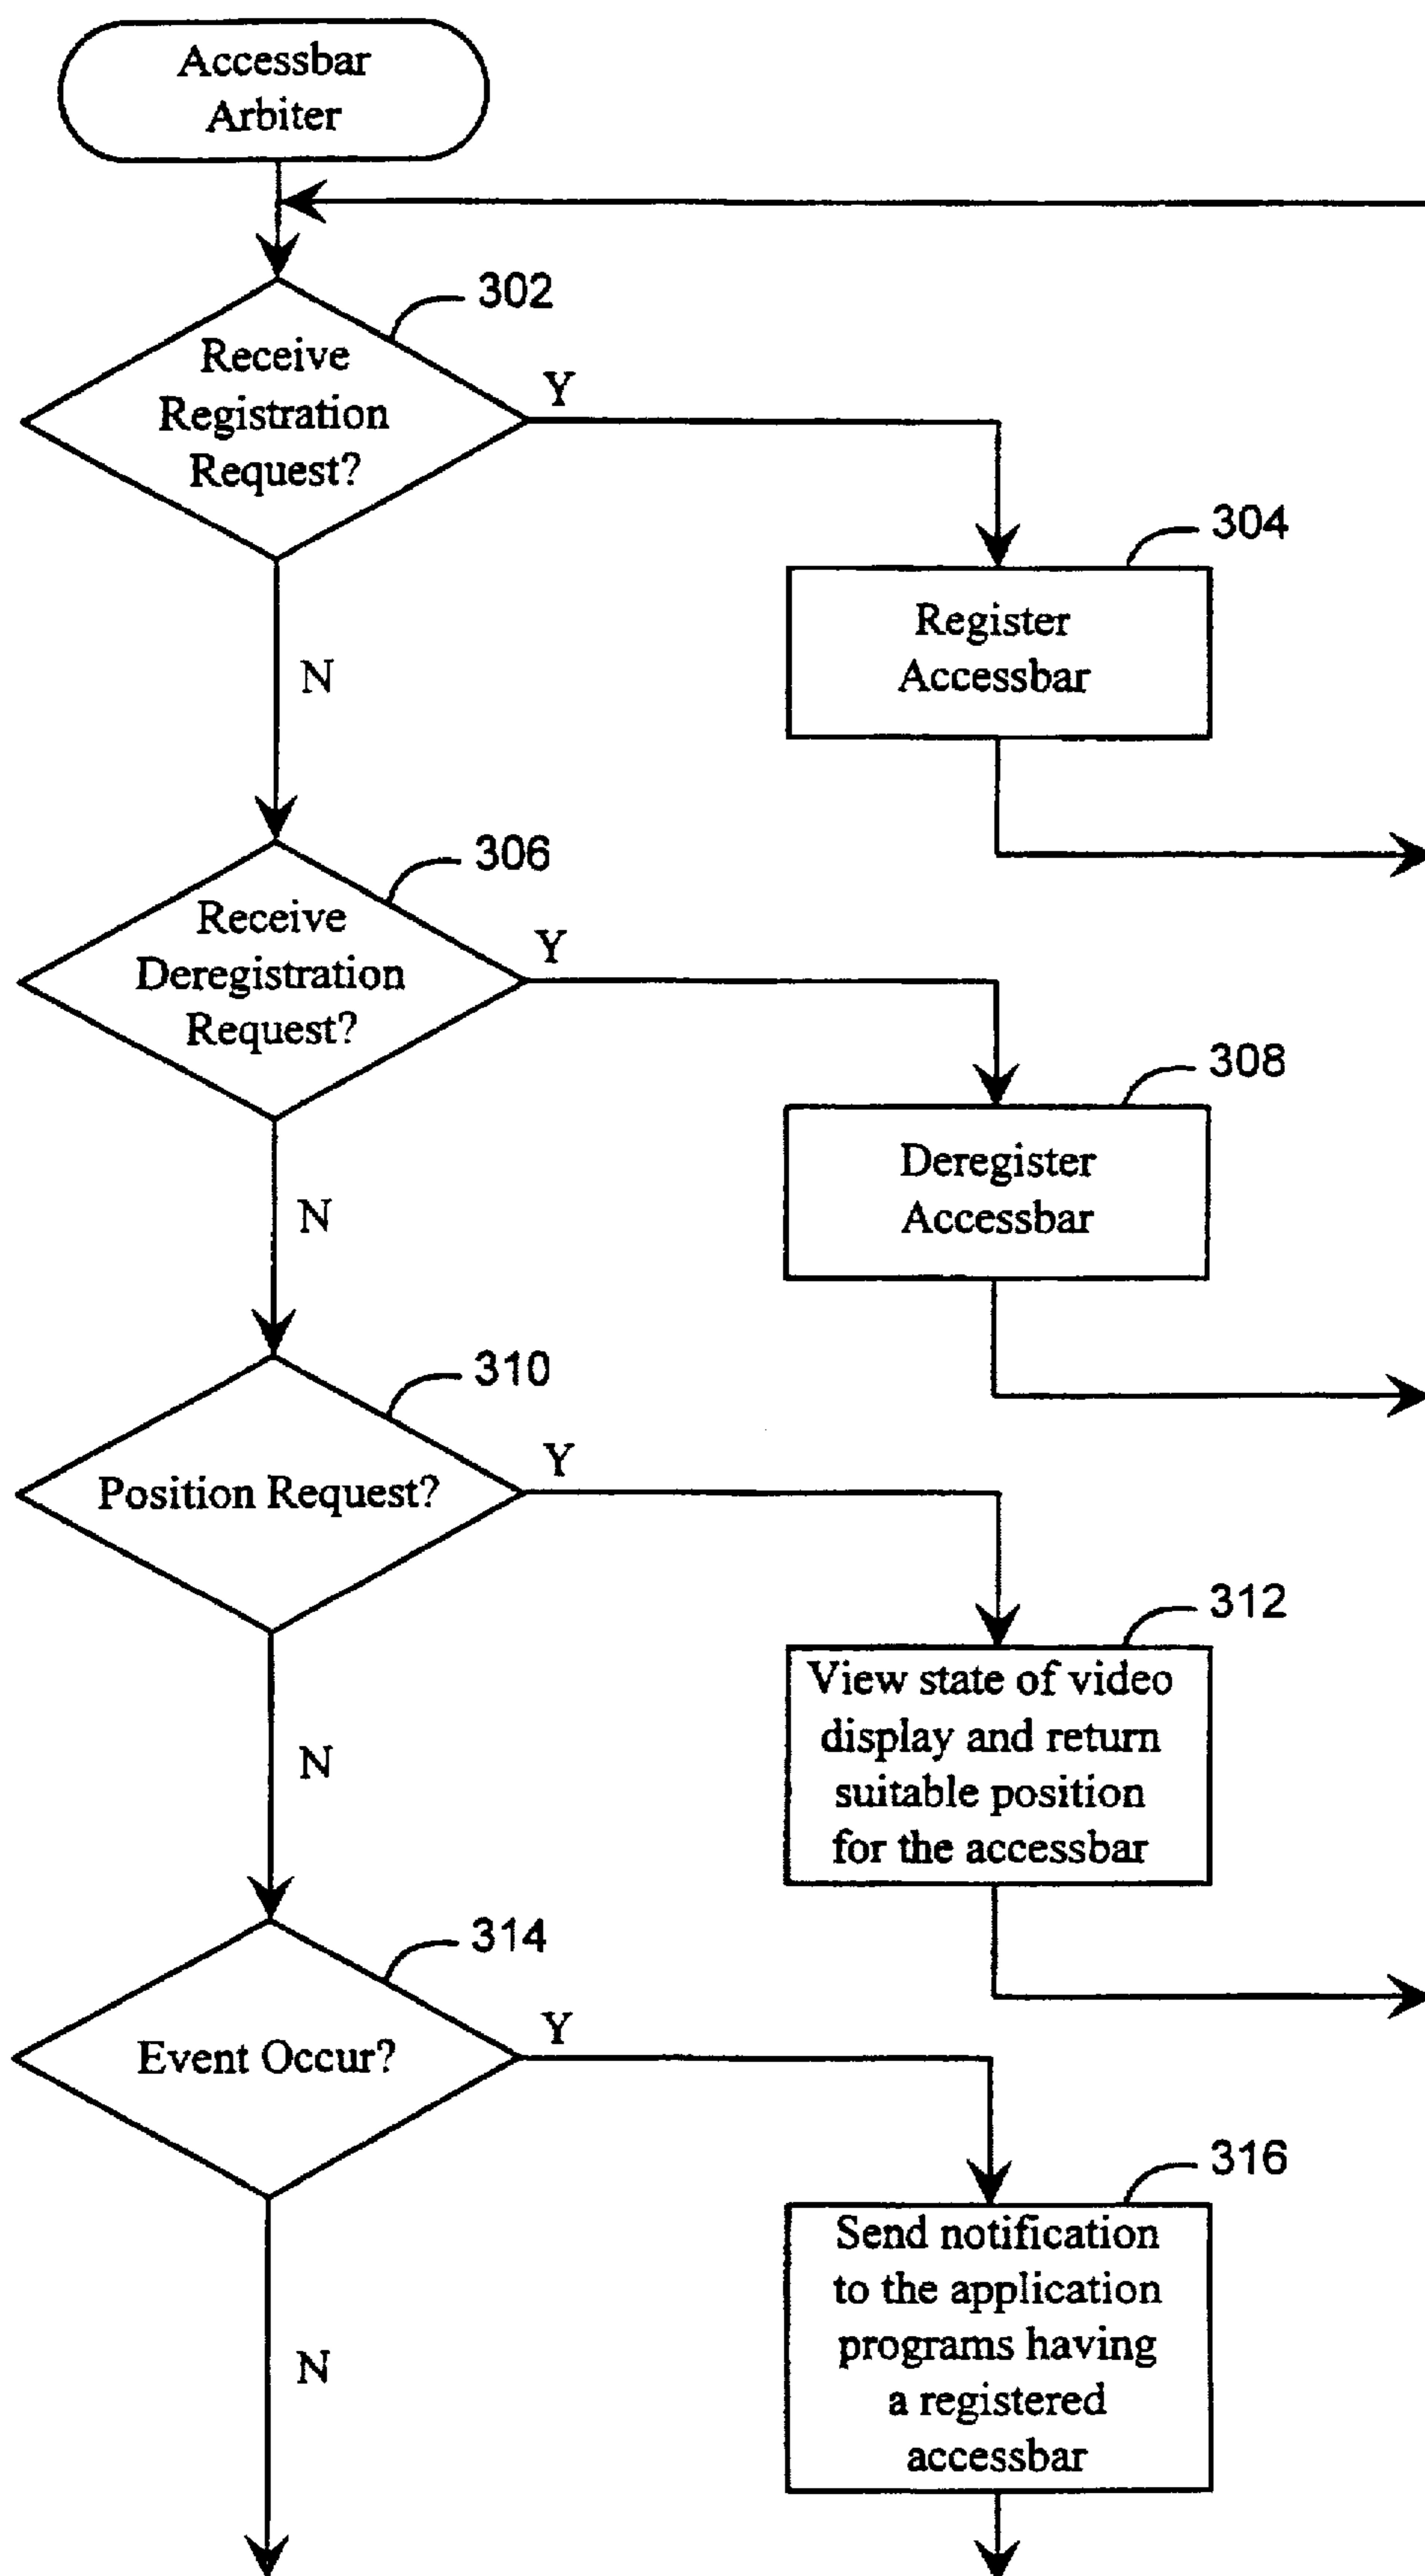 Accessbar
Arbiter
302
Receive
Registration
Request?
Y
304
Register
Accessbar
N
306
Receive
Deregistration
Request?
Y
308
Deregister
Accessbar
N
310
Position Request?
Y
312
View state of video
display and return
suitable position
for the accessbar
N
314
Event Occur?
Y
316
Send notification
to the application
programs having
a registered
accessbar
N